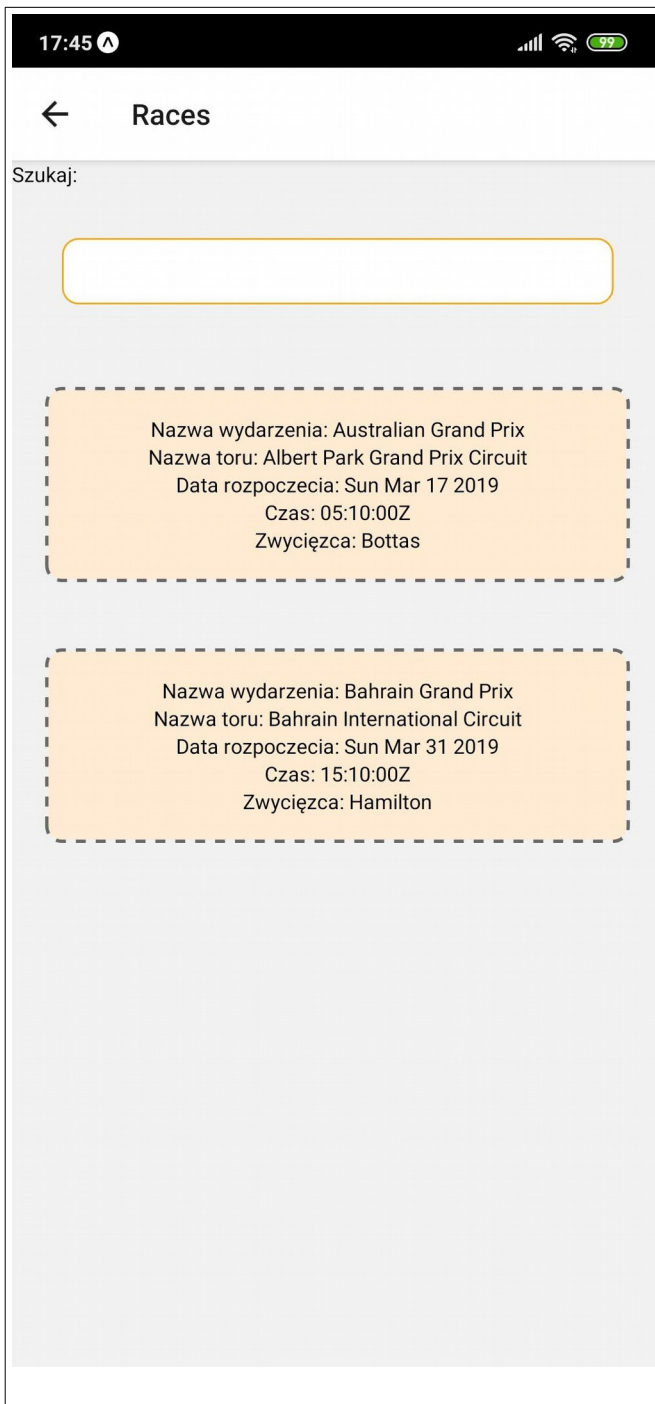 17:45
99
Races
Szukaj:
Nazwa wydarzenia: Australian Grand Prix
Nazwa toru: Albert Park Grand Prix Circuit
Data rozpoczecia: Sun Mar 17 2019
Czas: 05:10:00Z
Zwycięzca: Bottas
Nazwa wydarzenia: Bahrain Grand Prix
Nazwa toru: Bahrain International Circuit
Data rozpoczecia: Sun Mar 31 2019
Czas: 15:10:00Z
Zwycięzca: Hamilton